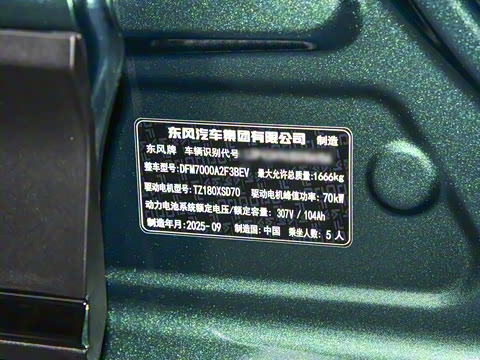 东风汽车集团有限公司 制造
东风牌 车辆识别代号
整车型号:DFM7000A2F3BEV 最大允许总质量:1666kg
驱动电机型号:TZ180XSD70 驱动电机峰值功率:70kW
动力电池系统额定电压/额定容量: 307V/104Ah
制造年月:2025-09 制造国:中国 乘坐人数:5人